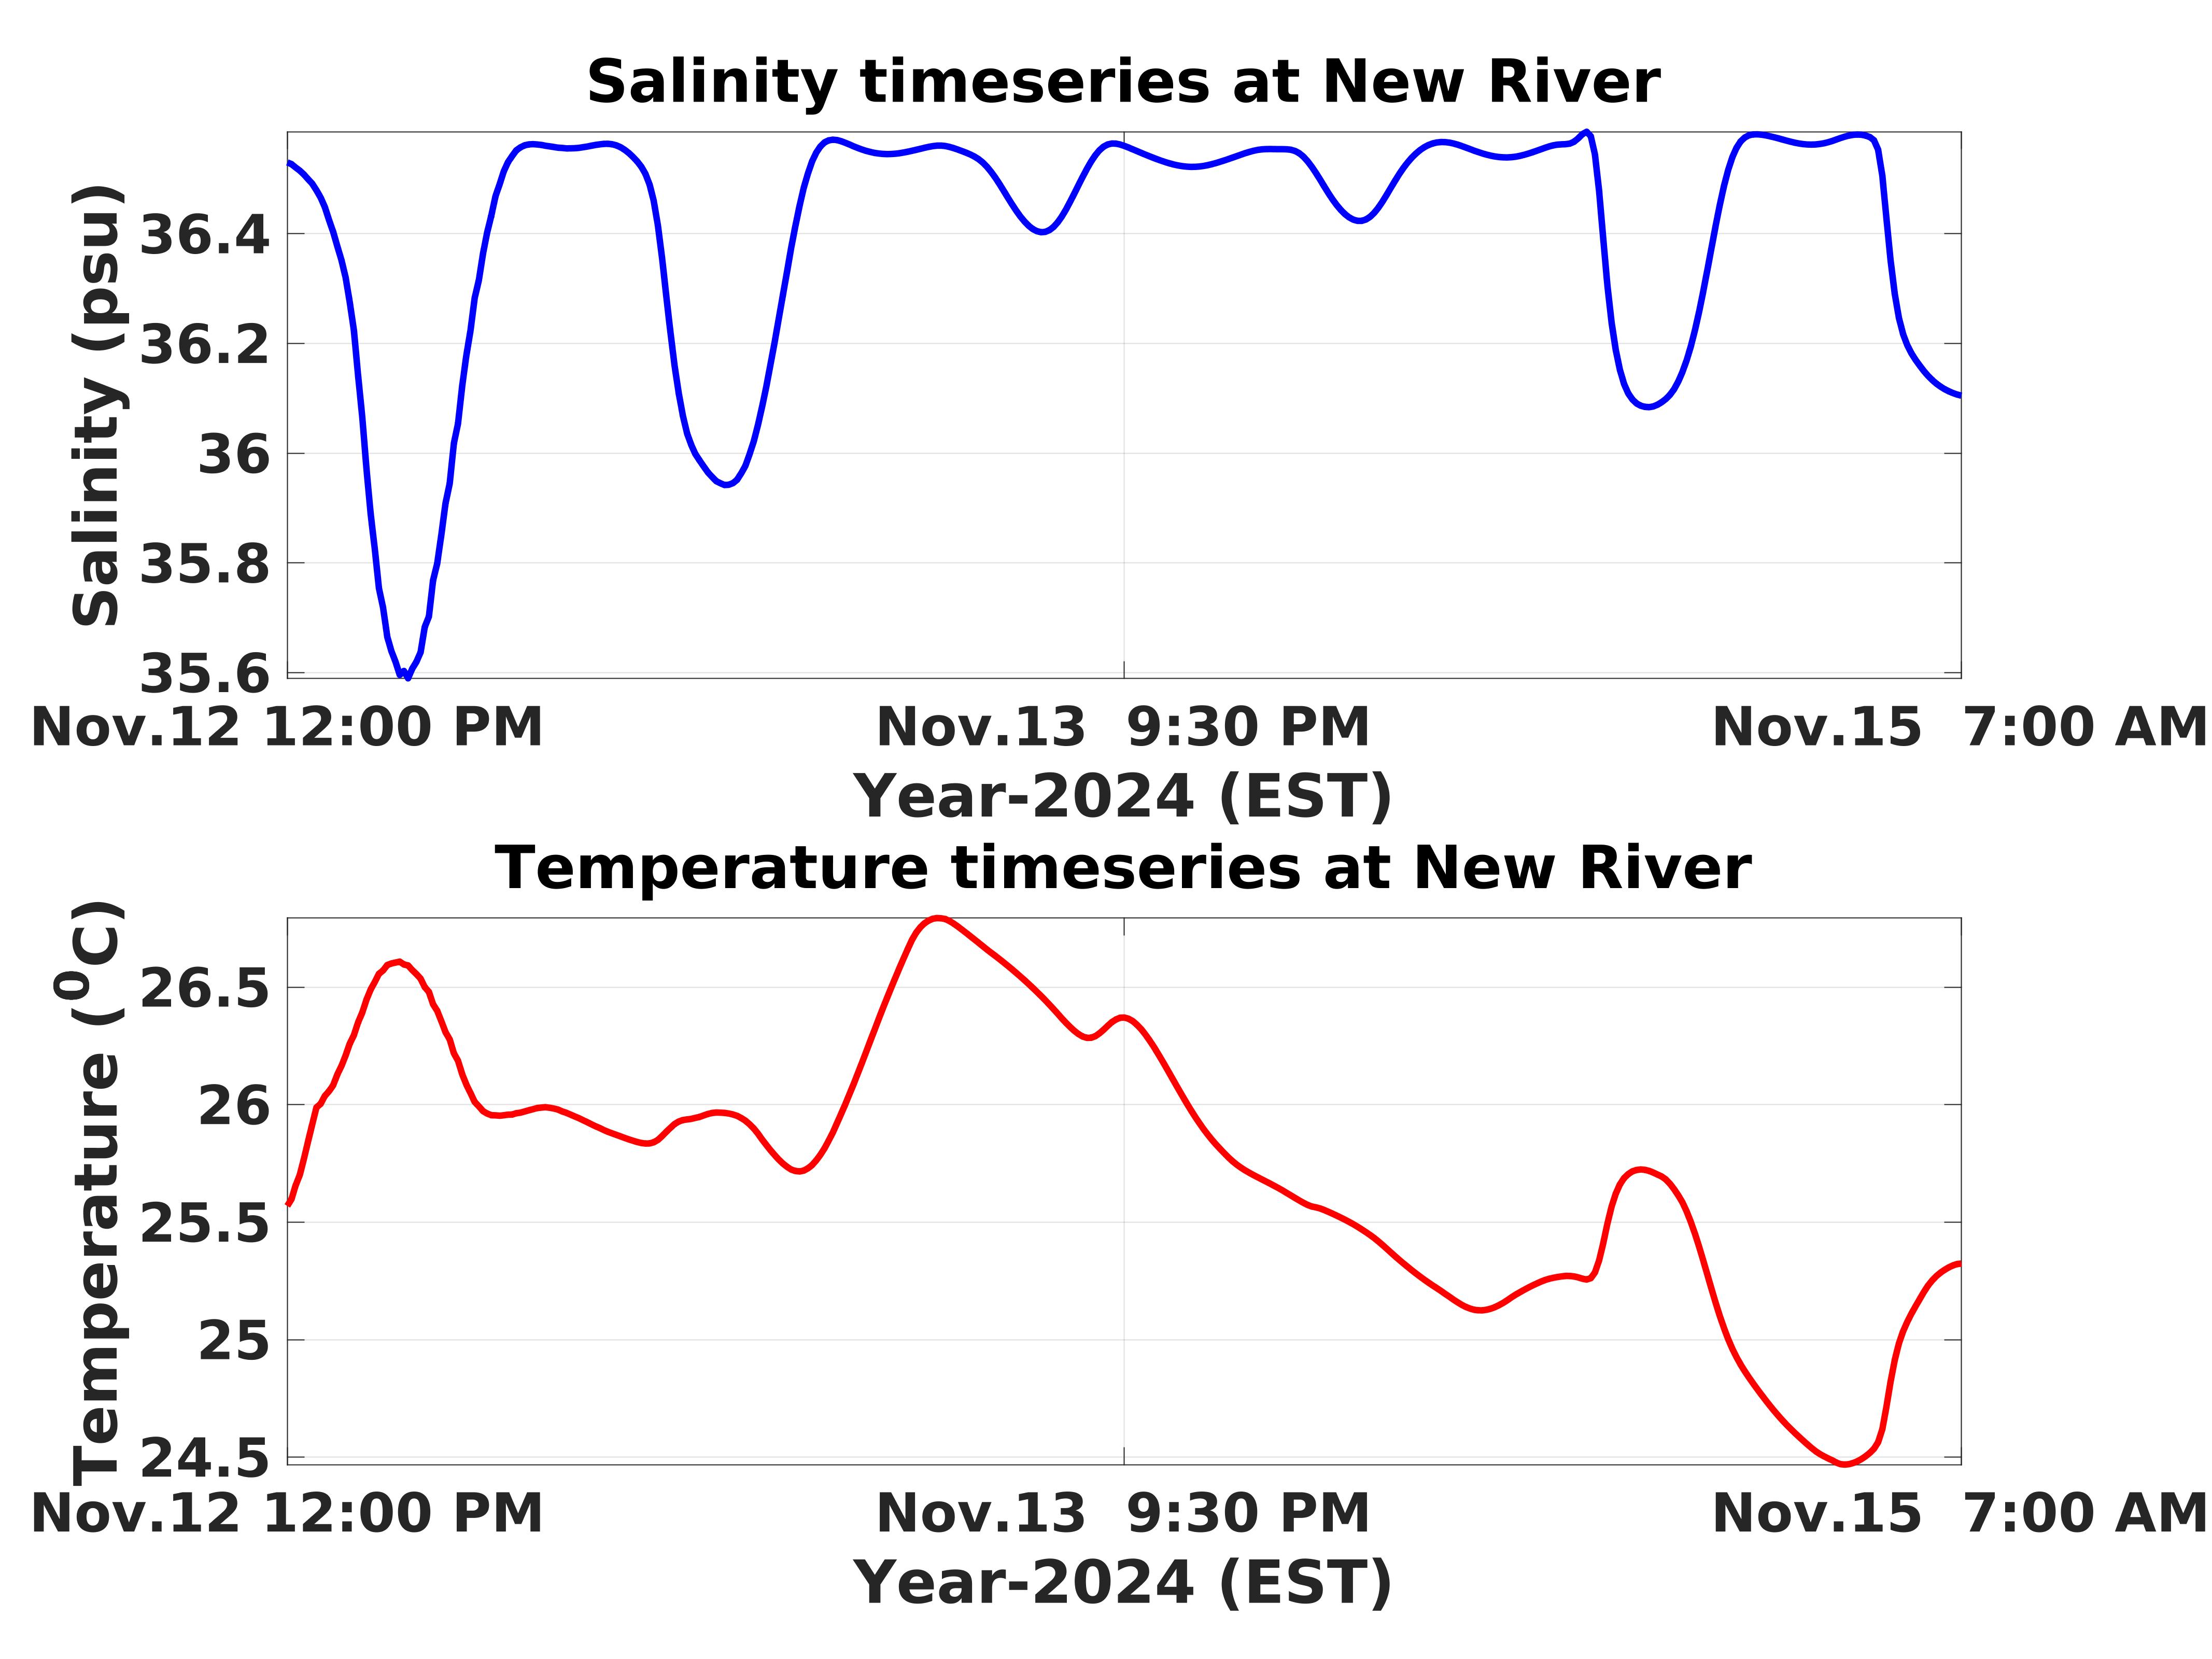 Salinity timeseries at New River
Salinity (psu)
36.4
36.2
36
35.8
35.6
Nov.12 12:00 PM Nov.13  9:30 PM Nov.15  7:00 AM
Year-2024 (EST)
Temperature timeseries at New River
Temperature (⁰C)
26.5
26
25.5
25
24.5
Nov.12 12:00 PM Nov.13  9:30 PM Nov.15  7:00 AM
Year-2024 (EST)